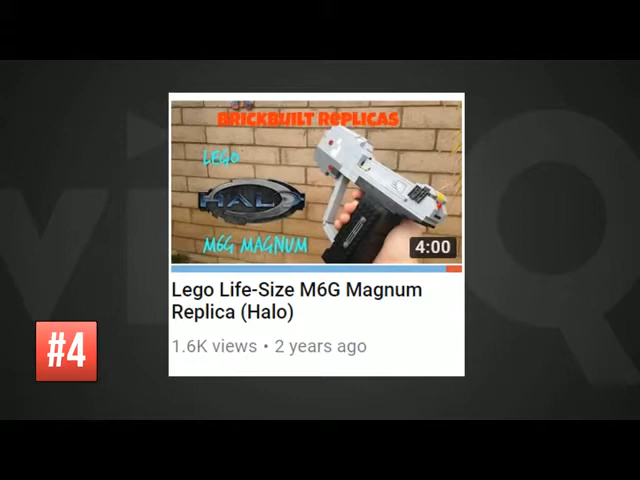 BRICKBUILT REPLICAS
LEGO
HALO
M6G MAGNUM
4:00
Lego Life-Size M6G Magnum
Replica (Halo)
1.6K views • 2 years ago
#4